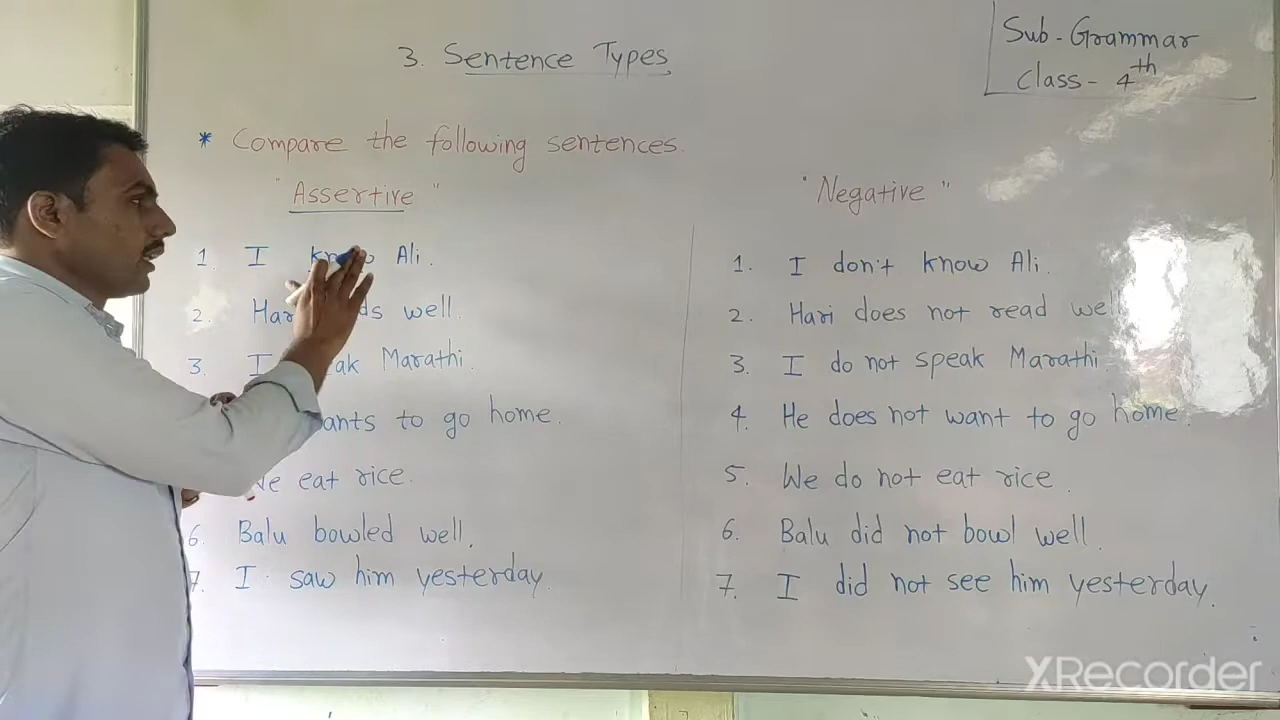 3. Sentence Types
Sub - Grammar
Class - 4th
* Compare the following sentences.
"Assertive"
1. I know Ali.
2. well.
3. I Marathi.
to go home.
eat rice.
6. Balu bowled well.
7. I saw him yesterday.
"Negative"
1. I don't know Ali.
2. Hari does not read well
3. I do not speak Marathi
4. He does not want to go home.
5. We do not eat rice.
6. Balu did not bowl well.
7. I did not see him yesterday.
XRecorder